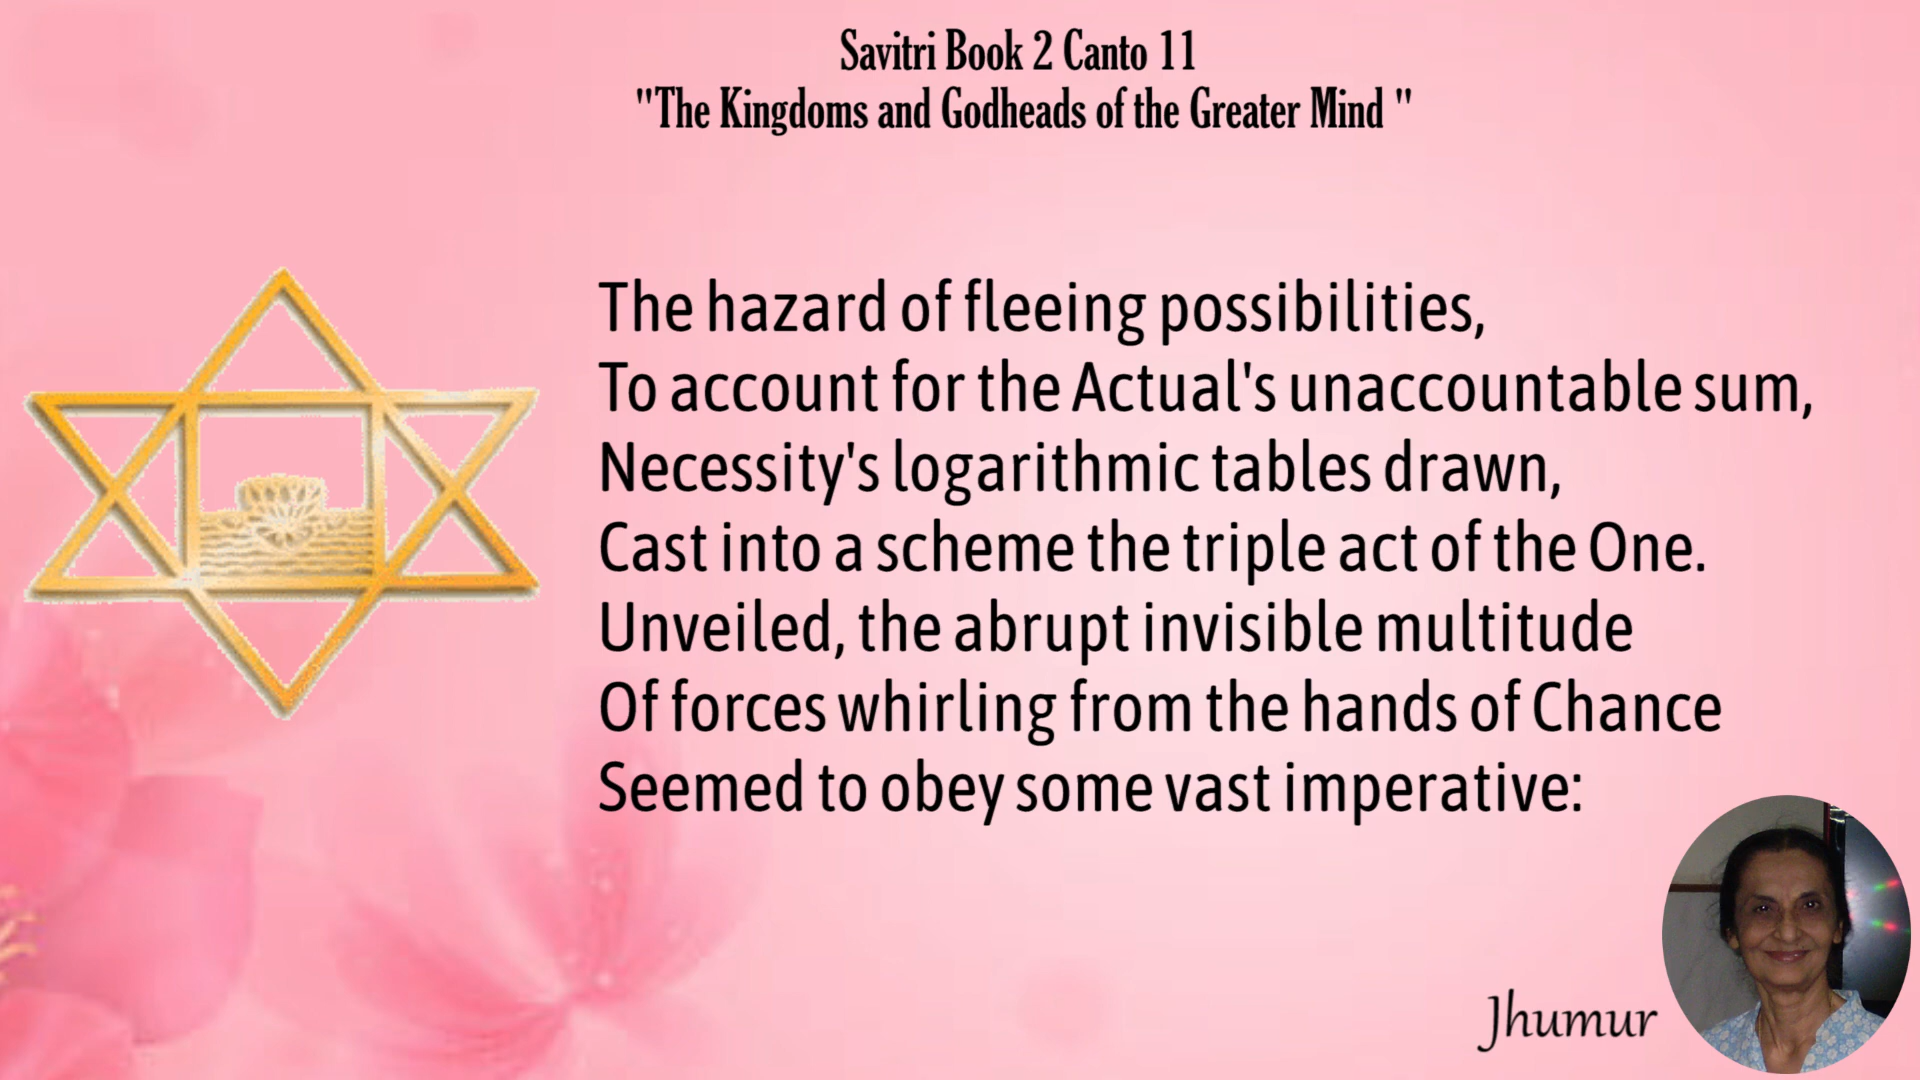 Savitri Book 2 Canto 11
"The Kingdoms and Godheads of the Greater Mind "
The hazard of fleeing possibilities,
To account for the Actual's unaccountable sum,
Necessity's logarithmic tables drawn,
Cast into a scheme the triple act of the One.
Unveiled, the abrupt invisible multitude
Of forces whirling from the hands of Chance
Seemed to obey some vast imperative:
Jhumur